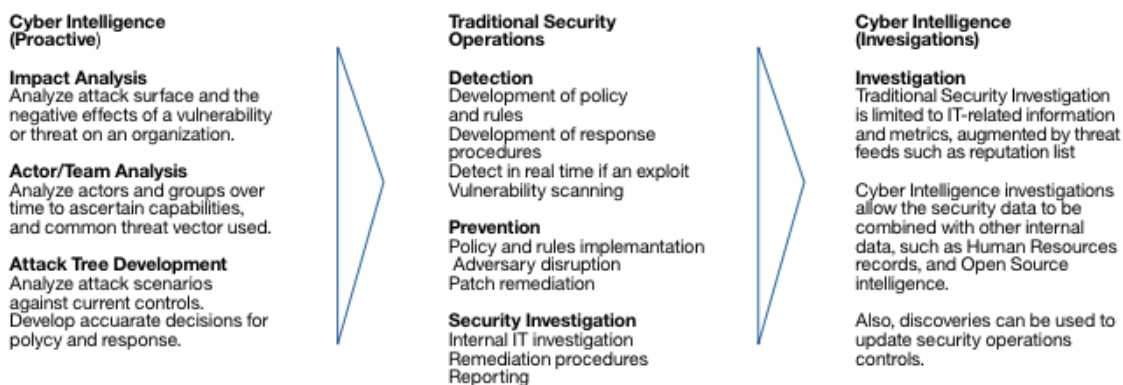 Cyber Intelligence
(Proactive)
Impact Analysis
Analyze attack surface and the
negative effects of a vulnerability
or threat on an organization.
Actor/Team Analysis
Analyze actors and groups over
time to ascertain capabilities,
and common threat vector used.
Attack Tree Development
Analyze attack scenarios
against current controls.
Develop accuarate decisions for
polycy and response.
Traditional Security
Operations
Detection
Development of policy
and rules
Development of response
procedures
Detect in real time if an exploit
Vulnerability scanning
Prevention
Policy and rules implemantation
Adversary disruption
Patch remediation
Security Investigation
Internal IT investigation
Remediation procedures
Reporting
Cyber Intelligence
(Invesigations)
Investigation
Traditional Security Investigation
is limited to IT-related information
and metrics, augmented by threat
feeds such as reputation list
Cyber Intelligence investigations
allow the security data to be
combined with other internal
data, such as Human Resources
records, and Open Source
intelligence.
Also, discoveries can be used to
update security operations
controls.